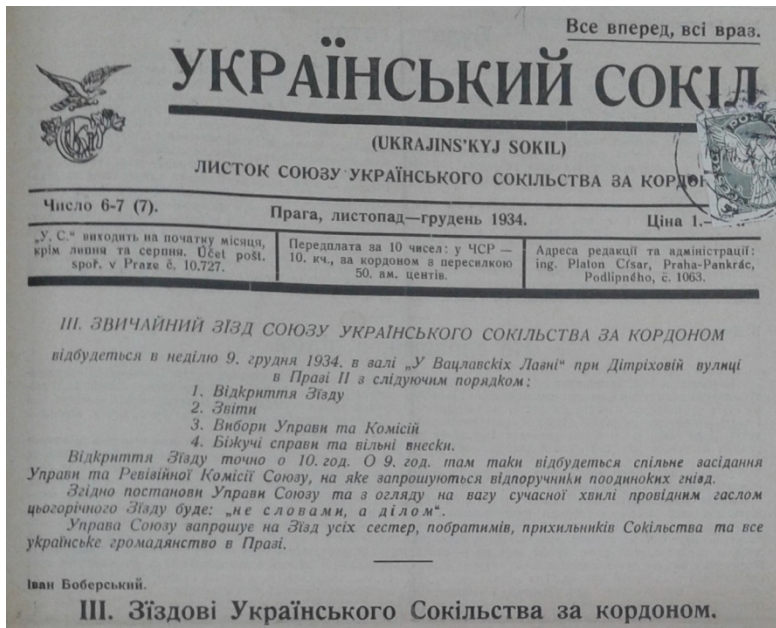 Все вперед, всі враз.
УКРАЇНСЬКИЙ СОКІЛ
(UKRAJINS'KYJ SOKIL)
ЛИСТОК СОЮЗУ УКРАЇНСЬКОГО СОКІЛЬСТВА ЗА КОРДОН
Число 6-7 (7).
Прага, листопад—грудень 1934.
Ціна 1.—
„У. С.“ виходить на початку місяця,
крім липня та серпня. Účet pošt.
spoř. v Praze č. 10.727.
Передплата за 10 чисел: у ЧСР —
10. кч., за кордоном з пересилкою
50. ам. центів.
Адреса редакції та адміністрації:
ing. Platon Císař, Praha-Pankrác,
Podlipného, č. 1063.
III. ЗВИЧАЙНИЙ ЗЇЗД СОЮЗУ УКРАЇНСЬКОГО СОКІЛЬСТВА ЗА КОРДОНОМ
відбудеться в неділю 9. грудня 1934. в залі „У Вацлавскіх Лавні“ при Дітріховій вулиці
в Празі II з слідуючим порядком:
1. Відкриття Зїзду
2. Звіти
3. Вибори Управи та Комісій
4. Біжучі справи та вільні внески.
Відкриття Зїзду точно о 10. год. О 9. год. там таки відбудеться спільне засідання
Управи та Ревізійної Комісії Союзу, на яке запрошуються відпоручники поодиноких гнізд.
Згідно постанови Управи Союзу та з огляду на вагу сучасної хвилі провідним гаслом
цьогорічного Зїзду буде: „не словами, а ділом“.
Управа Союзу запрошує на Зїзд усіх сестер, побратимів, прихильників Сокільства та все
українське громадянство в Празі.
Іван Боберський.
III. Зїздові Українського Сокільства за кордоном.